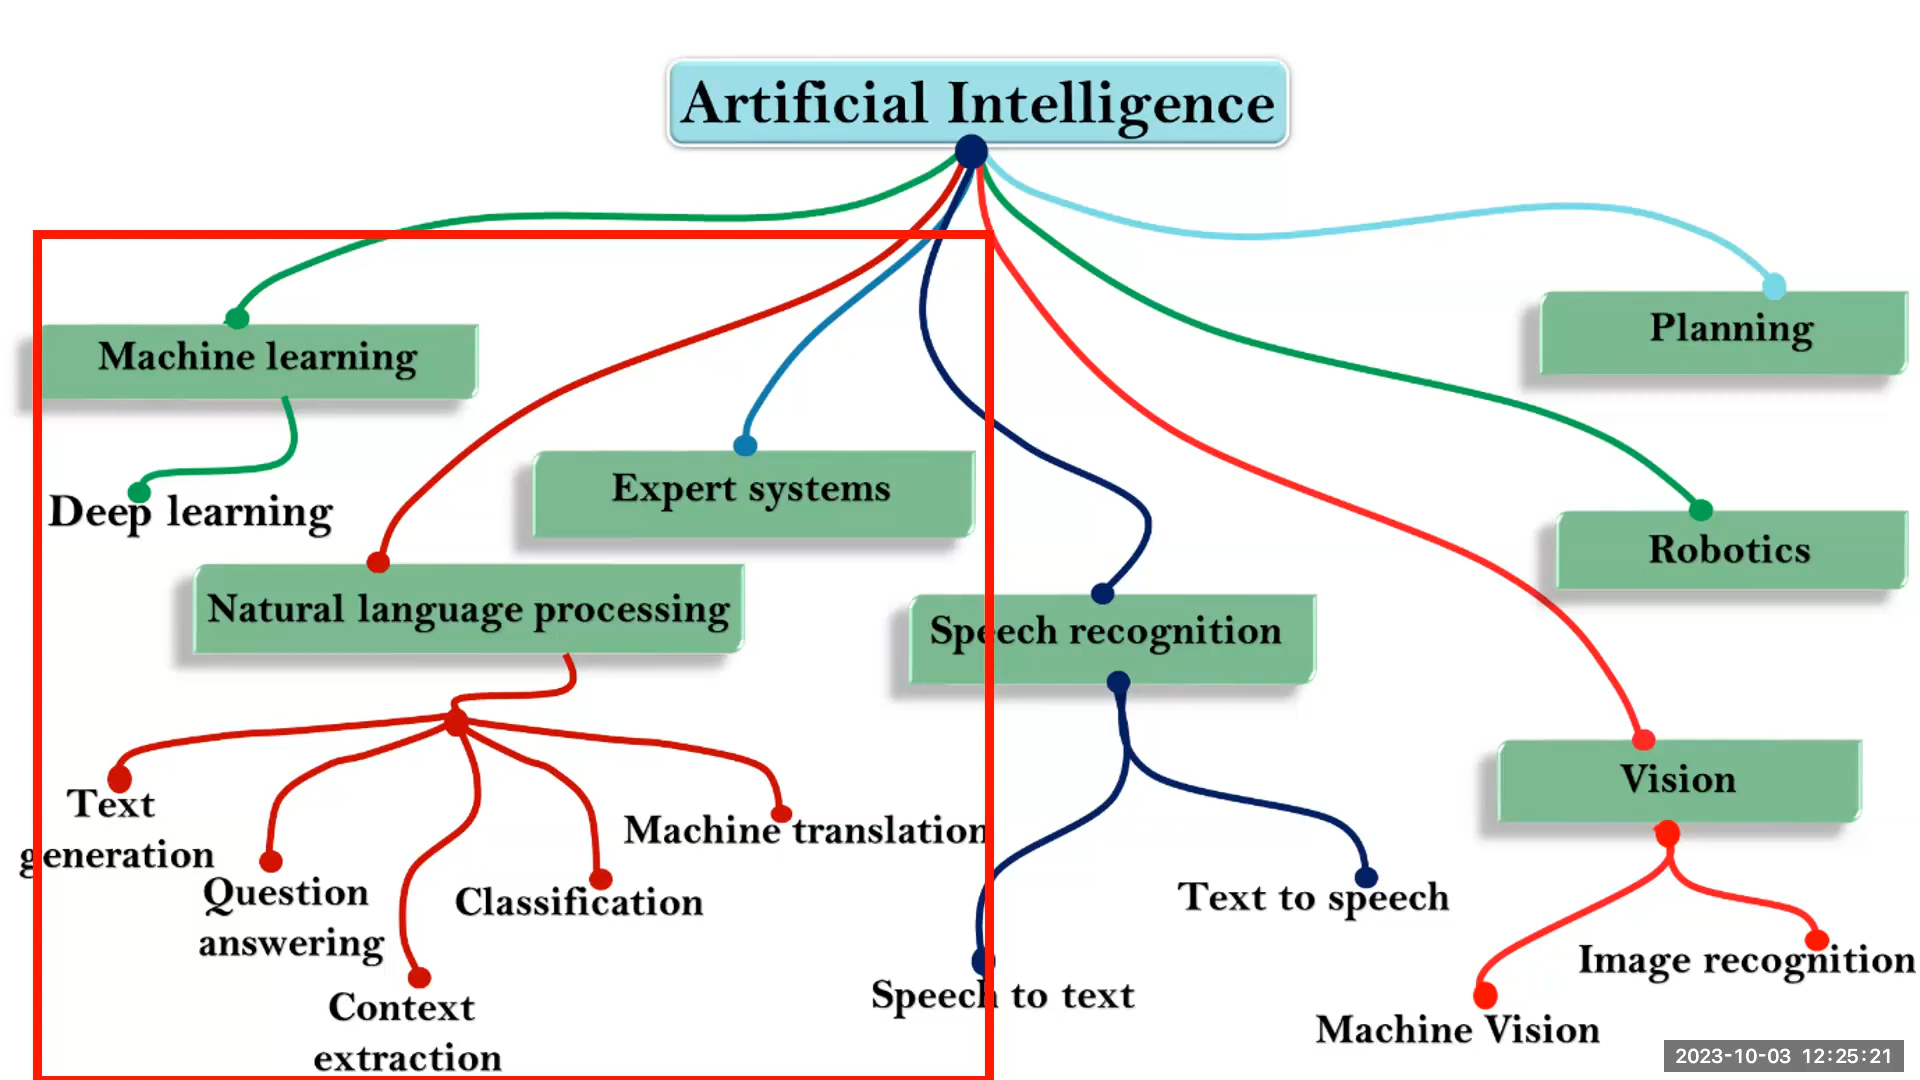 Artificial Intelligence
Machine learning
Planning
Expert systems
Deep learning
Robotics
Natural language processing
Speech recognition
Vision
Text
generation
Machine translation
Question
answering
Classification
Text to speech
Image recognition
Context
extraction
Speech to text
Machine Vision
2023-10-03 12:25:21